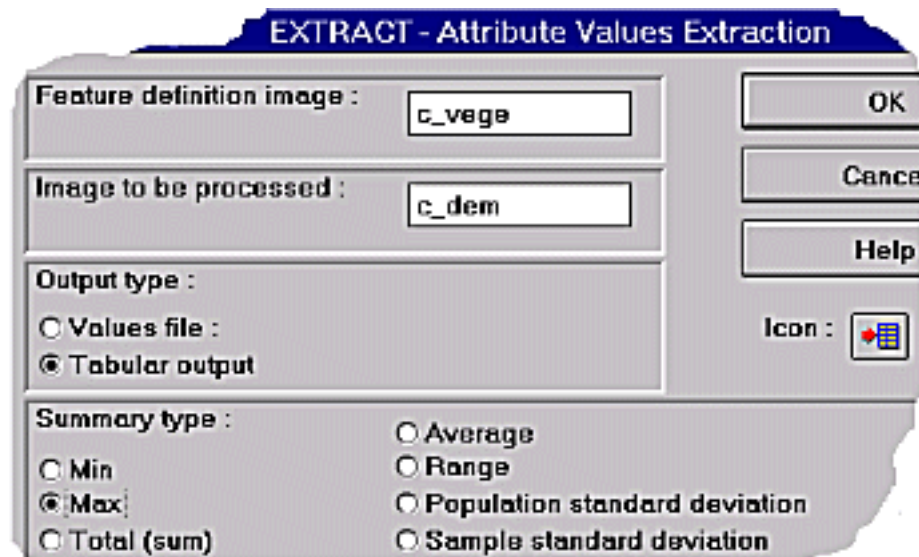 EXTRACT - Attribute Values Extraction
Feature definition image :
c_vege
OK
Image to be processed :
c_dem
Cance
Help
Output type :
Values file :
Tabular output
Icon :
Summary type :
Min
Max
Total (sum)
Average
Range
Population standard deviation
Sample standard deviation